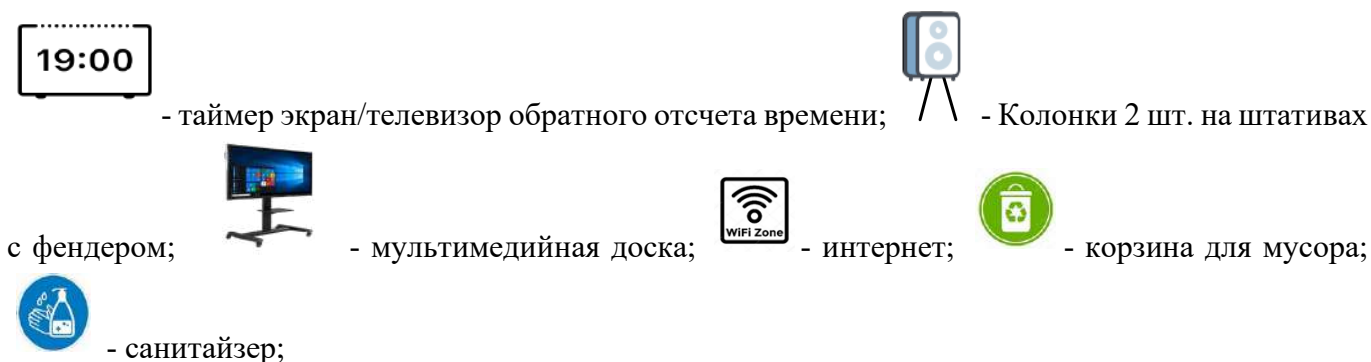 19:00
- таймер экран/телевизор обратного отсчета времени; - Колонки 2 шт. на штативах
WiFi Zone
с фендером; - мультимедийная доска; - интернет; - корзина для мусора;
- санитайзер;